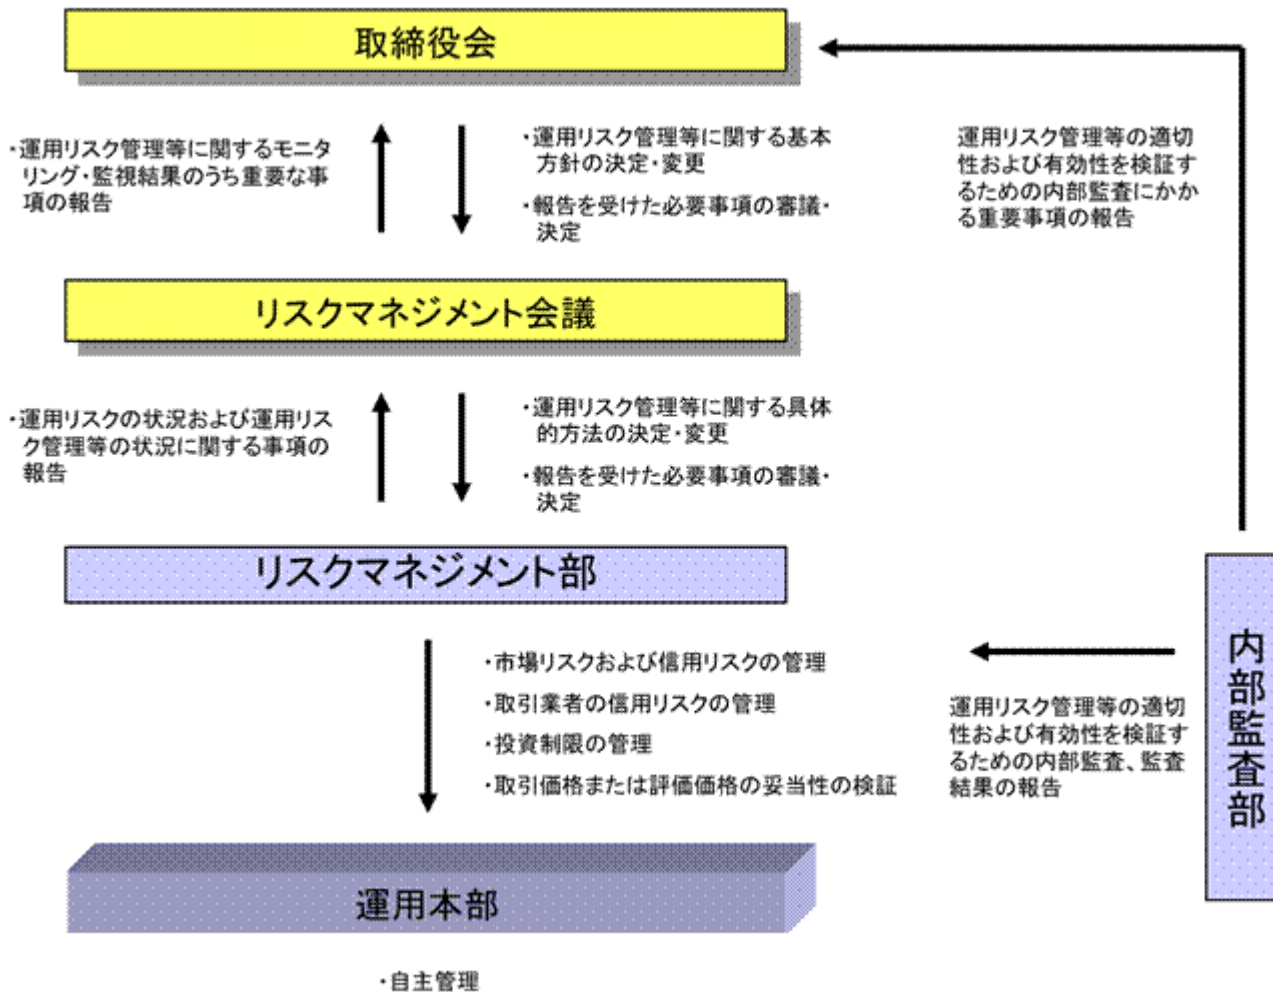 取締役会
・運用リスク管理等に関するモニタ
リング・監視結果のうち重要な事
項の報告
・運用リスク管理等に関する基本
方針の決定・変更
・報告を受けた必要事項の審議・
決定
運用リスク管理等の適切
性および有効性を検証す
るための内部監査にかか
る重要事項の報告
リスクマネジメント会議
・運用リスクの状況および運用リス
ク管理等の状況に関する事項の
報告
・運用リスク管理等に関する具体
的方法の決定・変更
・報告を受けた必要事項の審議・
決定
リスクマネジメント部
・市場リスクおよび信用リスクの管理
・取引業者の信用リスクの管理
・投資制限の管理
・取引価格または評価価格の妥当性の検証
運用リスク管理等の適切
性および有効性を検証す
るための内部監査、監査
結果の報告
内部監査部
運用本部
・自主管理